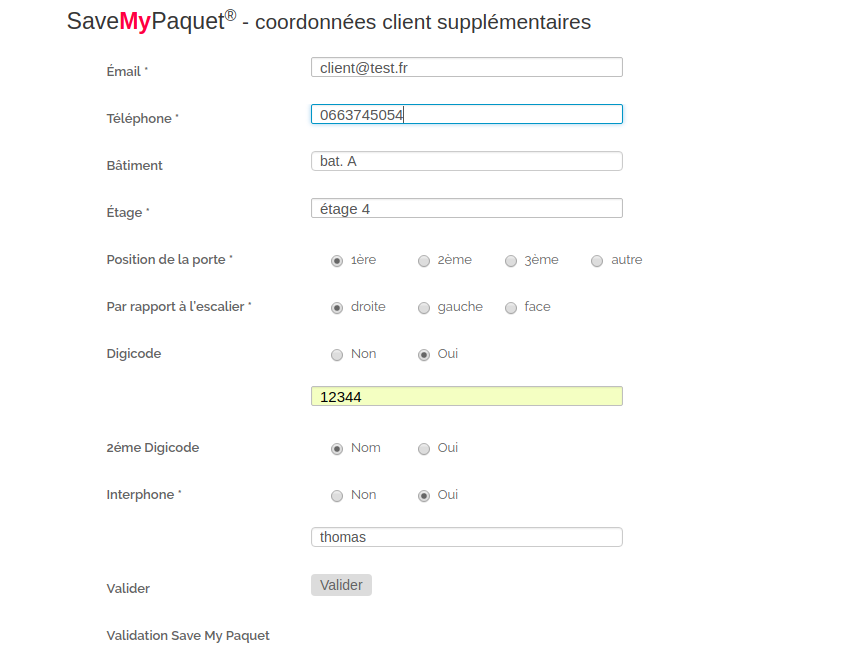 SaveMyPaquet® - coordonnées client supplémentaires
Émail * client@test.fr
Téléphone * 0663745054
Bâtiment bat. A
Étage * étage 4
Position de la porte * 1ère 2ème 3ème autre
Par rapport à l'escalier * droite gauche face
Digicode Non Oui
12344
2éme Digicode Nom Oui
Interphone * Non Oui
thomas
Valider Valider
Validation Save My Paquet